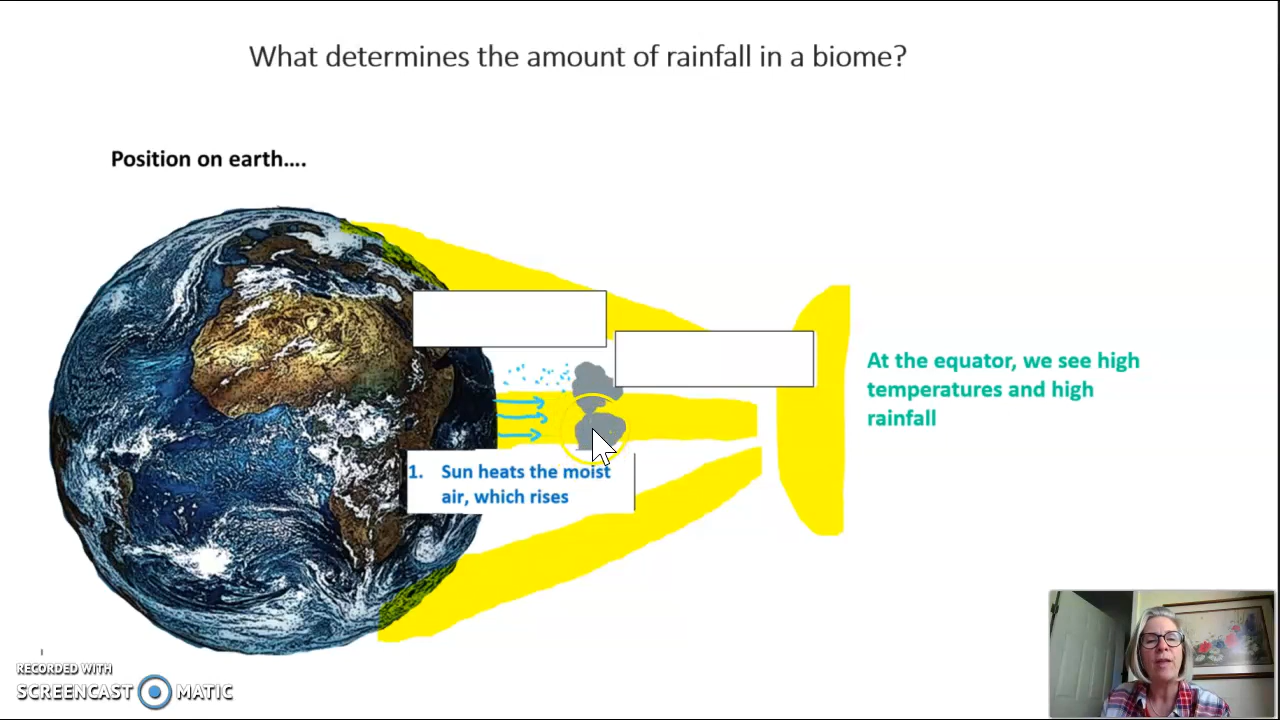 What determines the amount of rainfall in a biome?
Position on earth....
At the equator, we see high
temperatures and high
rainfall
1. Sun heats the moist
air, which rises
RECORDED WITH
SCREENCAST MATIC